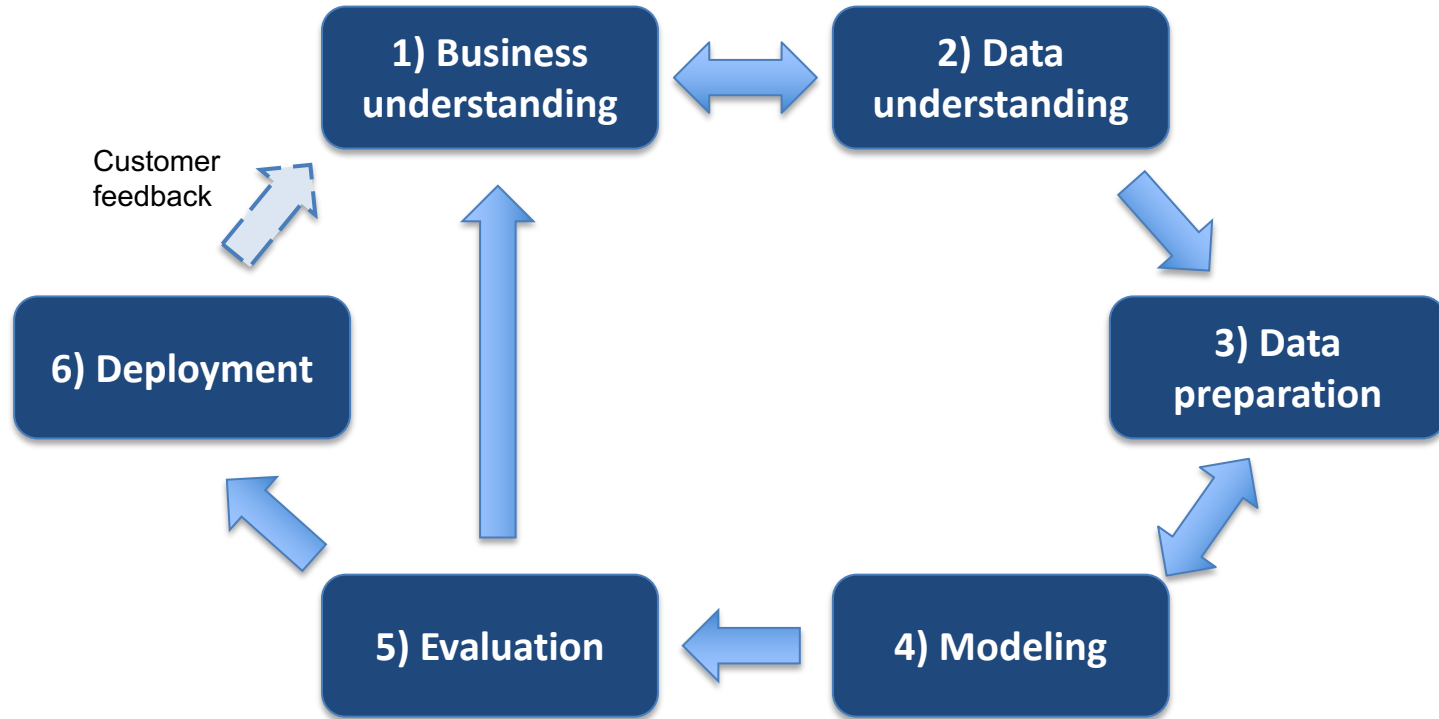 1) Business
understanding
2) Data
understanding
Customer
feedback
6) Deployment
3) Data
preparation
5) Evaluation
4) Modeling